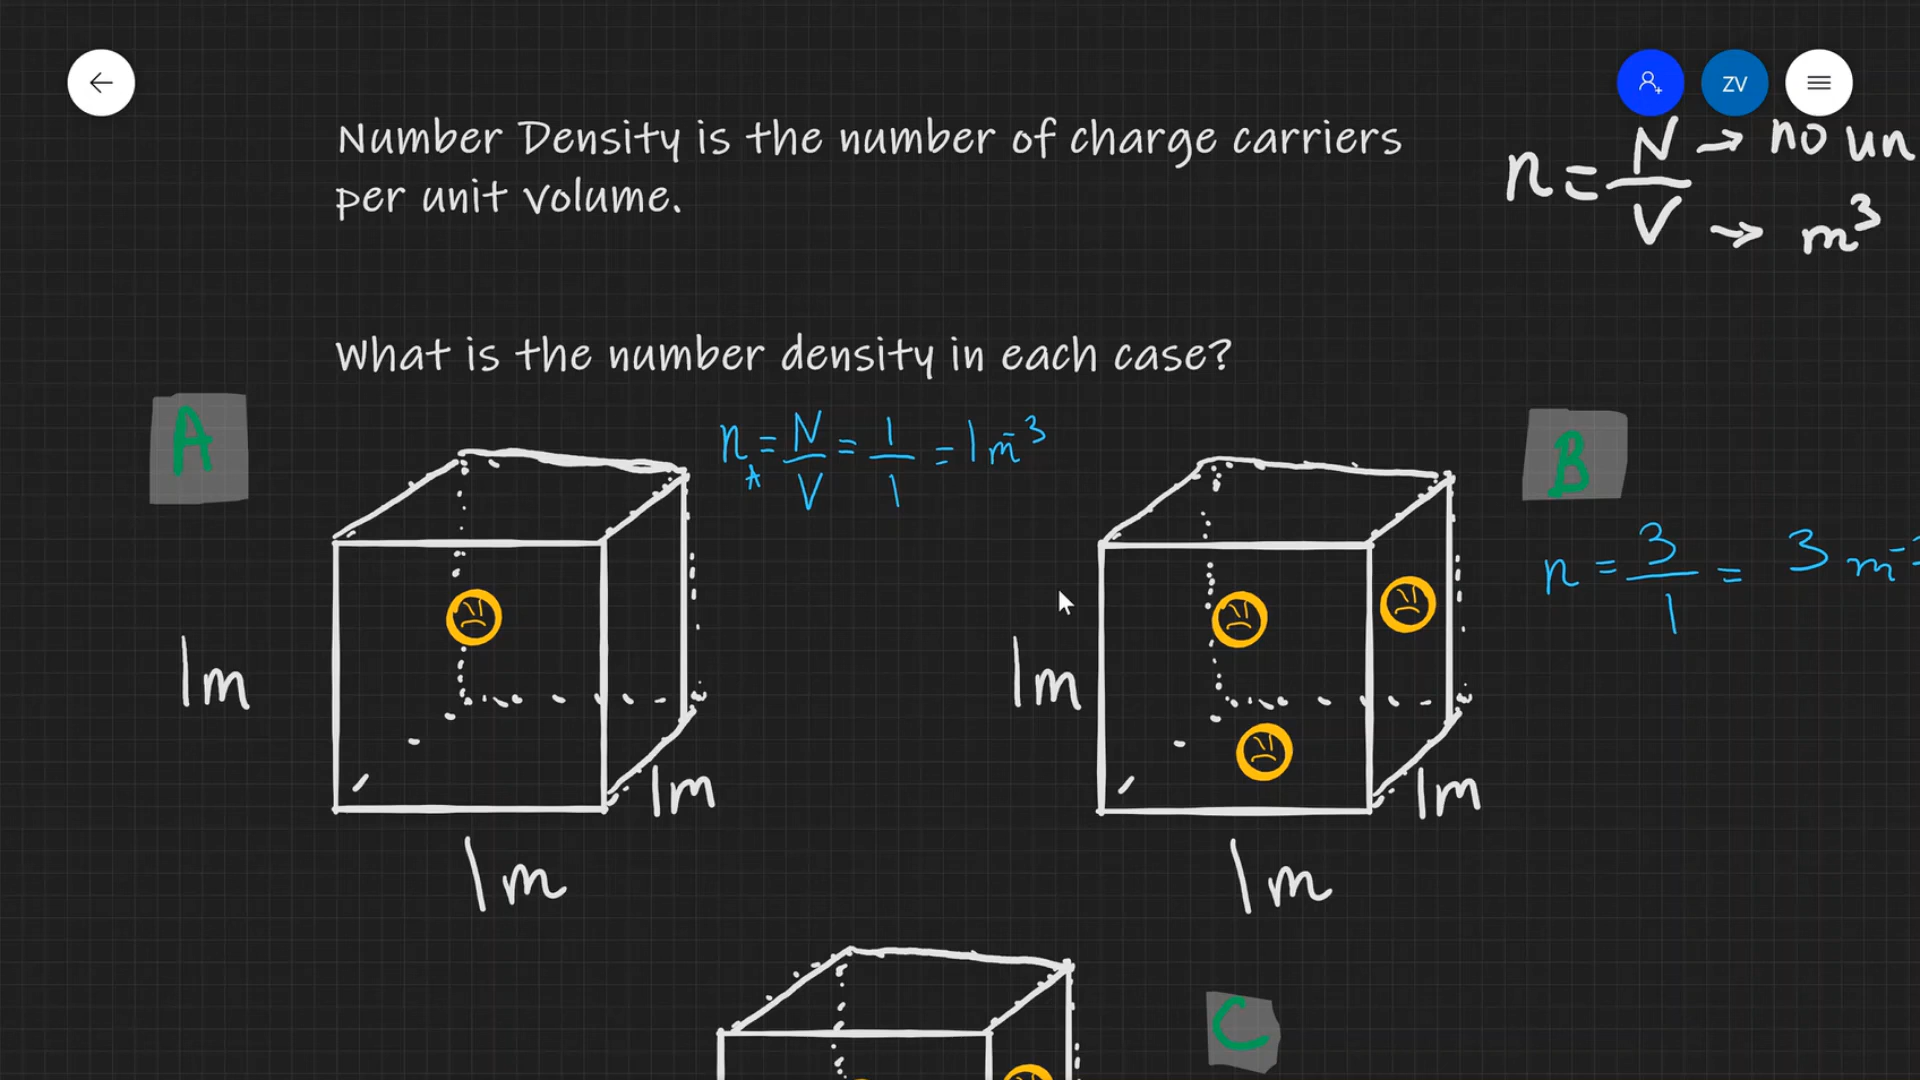 ZV
Number Density is the number of charge carriers
per unit volume.
n = N/V
N → no un
V → m³
What is the number density in each case?
A
n_A = N/V = 1/1 = 1 m⁻³
B
n = 3/1 = 3 m⁻
1m
1m
1m
1m
1m
1m
C